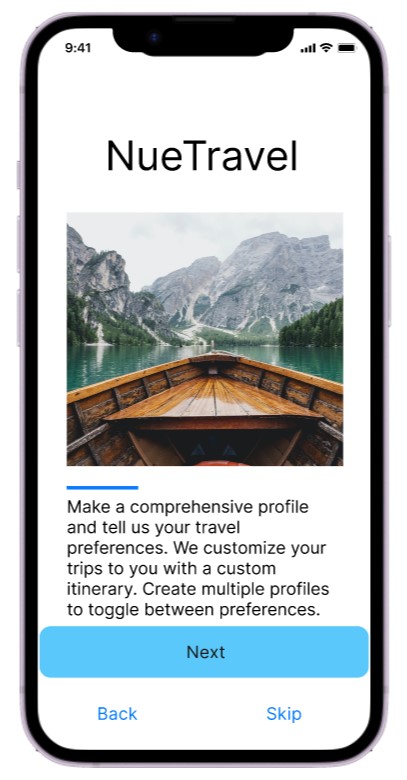 9:41
NueTravel
Make a comprehensive profile
and tell us your travel
preferences. We customize your
trips to you with a custom
itinerary. Create multiple profiles
to toggle between preferences.
Next
Back Skip